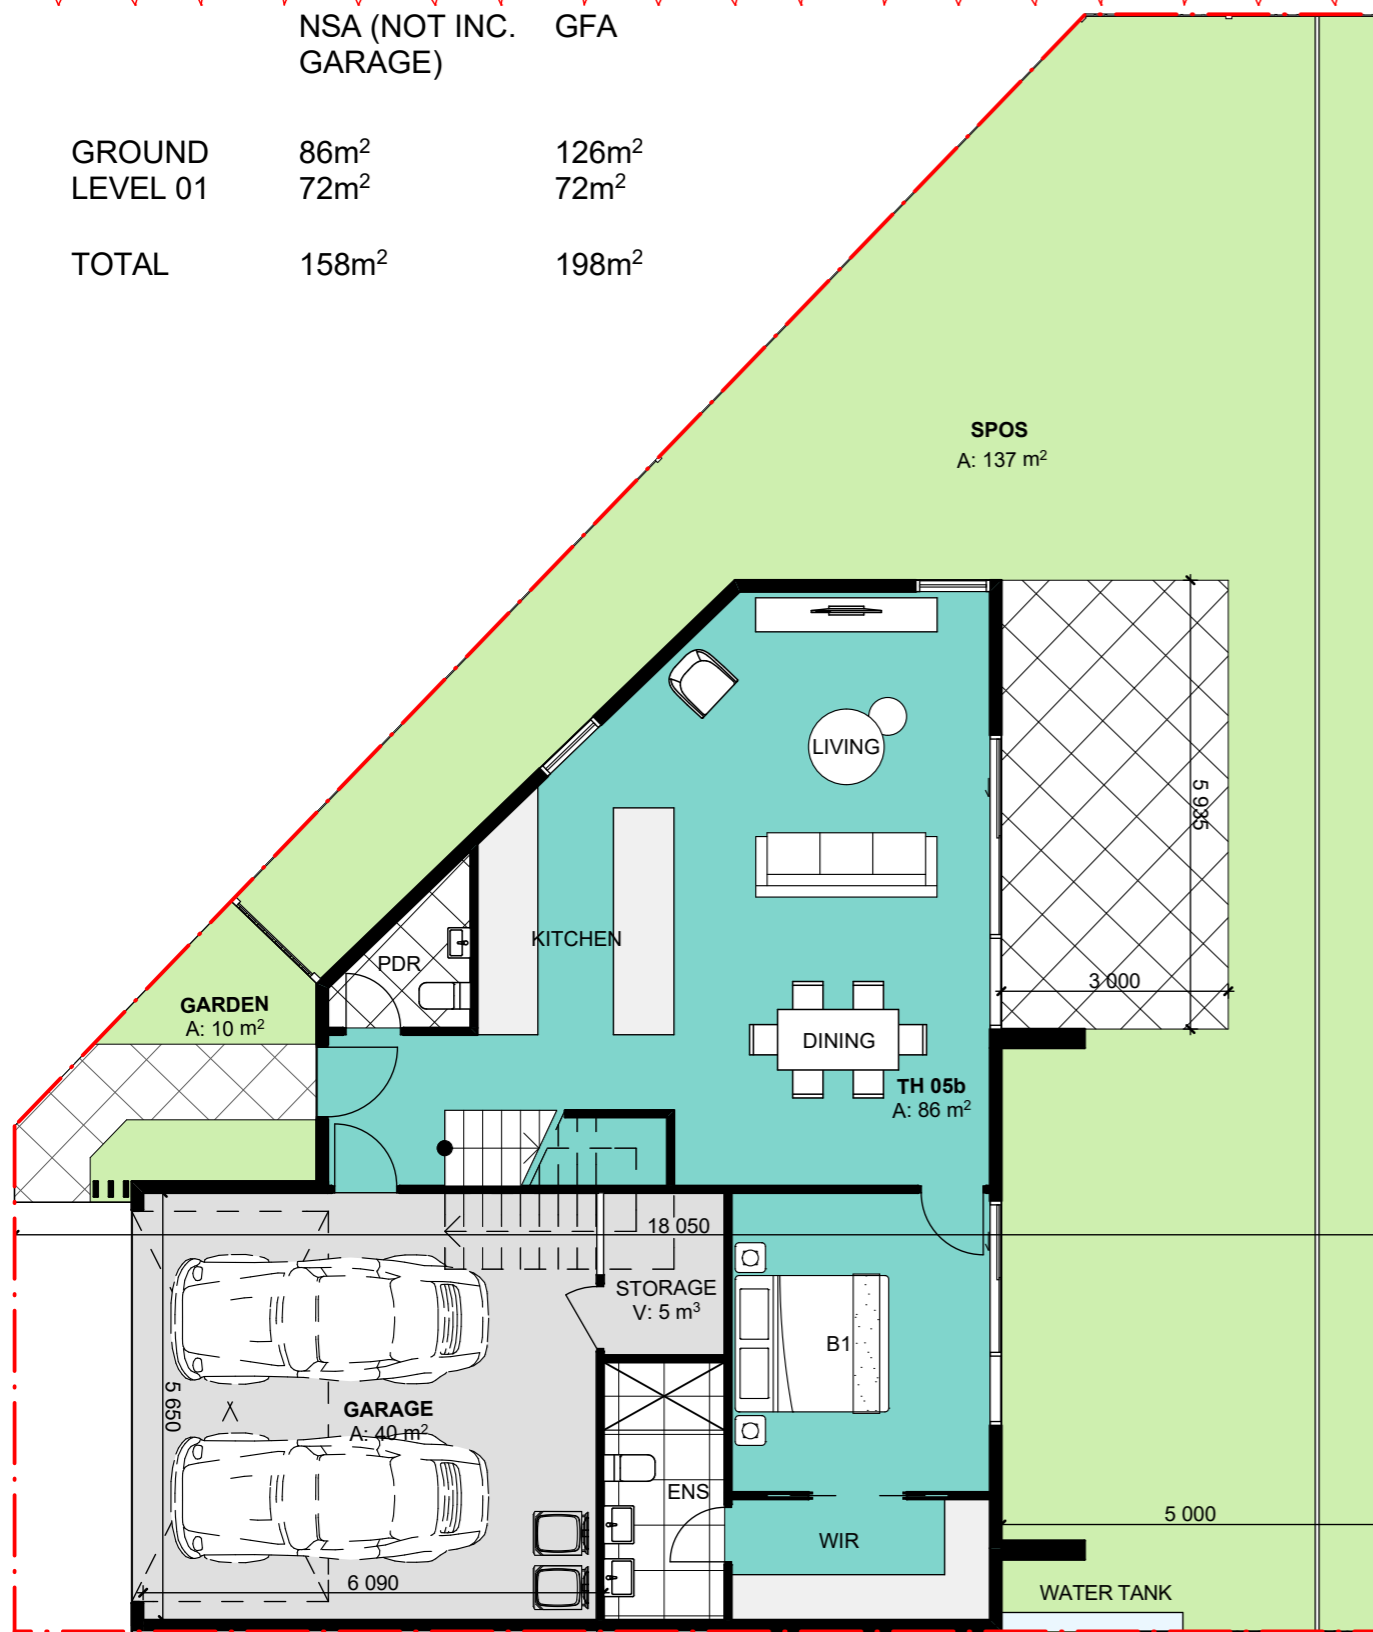 NSA (NOT INC. GFA
GARAGE)
GROUND 86m² 126m²
LEVEL 01 72m² 72m²
TOTAL 158m² 198m²
SPOS
A: 137 m²
LIVING
5 935
KITCHEN
PDR
3 000
GARDEN
A: 10 m²
DINING
TH 05b
A: 86 m²
18 050
STORAGE
V: 5 m³
B1
5 650
GARAGE
A: 40 m²
ENS
5 000
WIR
6 090
WATER TANK